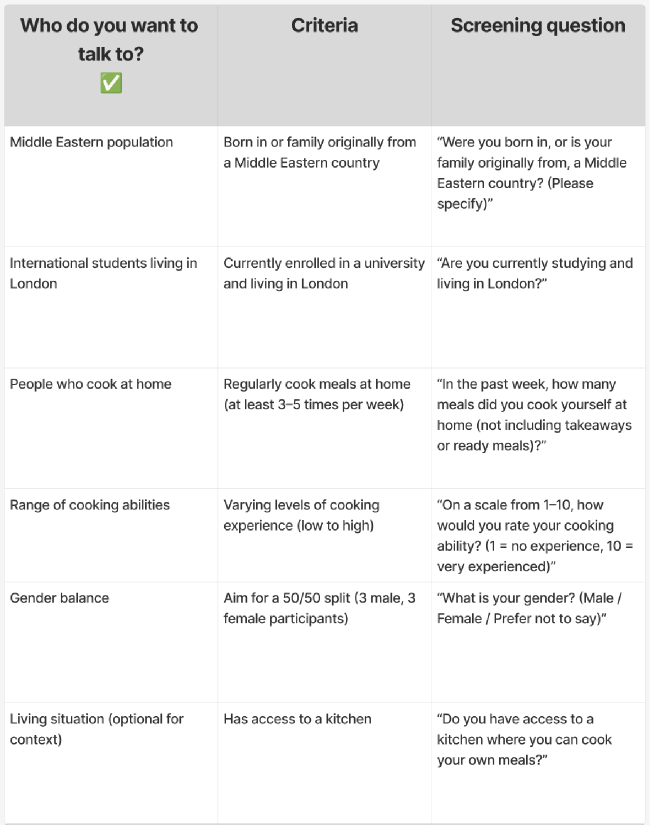 Who do you want to
talk to?
✅
Criteria
Screening question
Middle Eastern population
Born in or family originally from
a Middle Eastern country
“Were you born in, or is your
family originally from, a Middle
Eastern country? (Please
specify)”
International students living in
London
Currently enrolled in a university
and living in London
“Are you currently studying and
living in London?”
People who cook at home
Regularly cook meals at home
(at least 3–5 times per week)
“In the past week, how many
meals did you cook yourself at
home (not including takeaways
or ready meals)?”
Range of cooking abilities
Varying levels of cooking
experience (low to high)
“On a scale from 1–10, how
would you rate your cooking
ability? (1 = no experience, 10 =
very experienced)”
Gender balance
Aim for a 50/50 split (3 male, 3
female participants)
“What is your gender? (Male /
Female / Prefer not to say)”
Living situation (optional for
context)
Has access to a kitchen
“Do you have access to a
kitchen where you can cook
your own meals?”